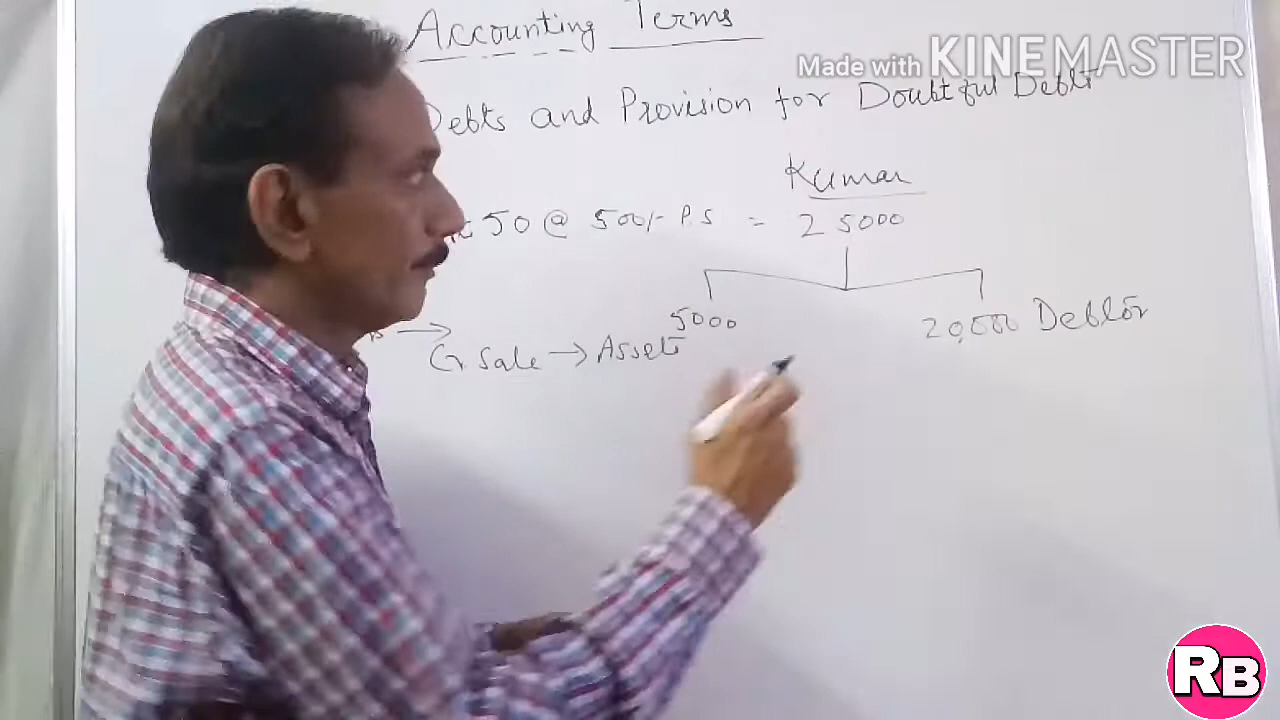 Accounting Terms
Made with KINEMASTER
Debts and Provision for Doubtful Debts
Kumar
50 @ 500/- P.S = 25000
5000
20,000 Debtor
Cr Sale → Assets
RB